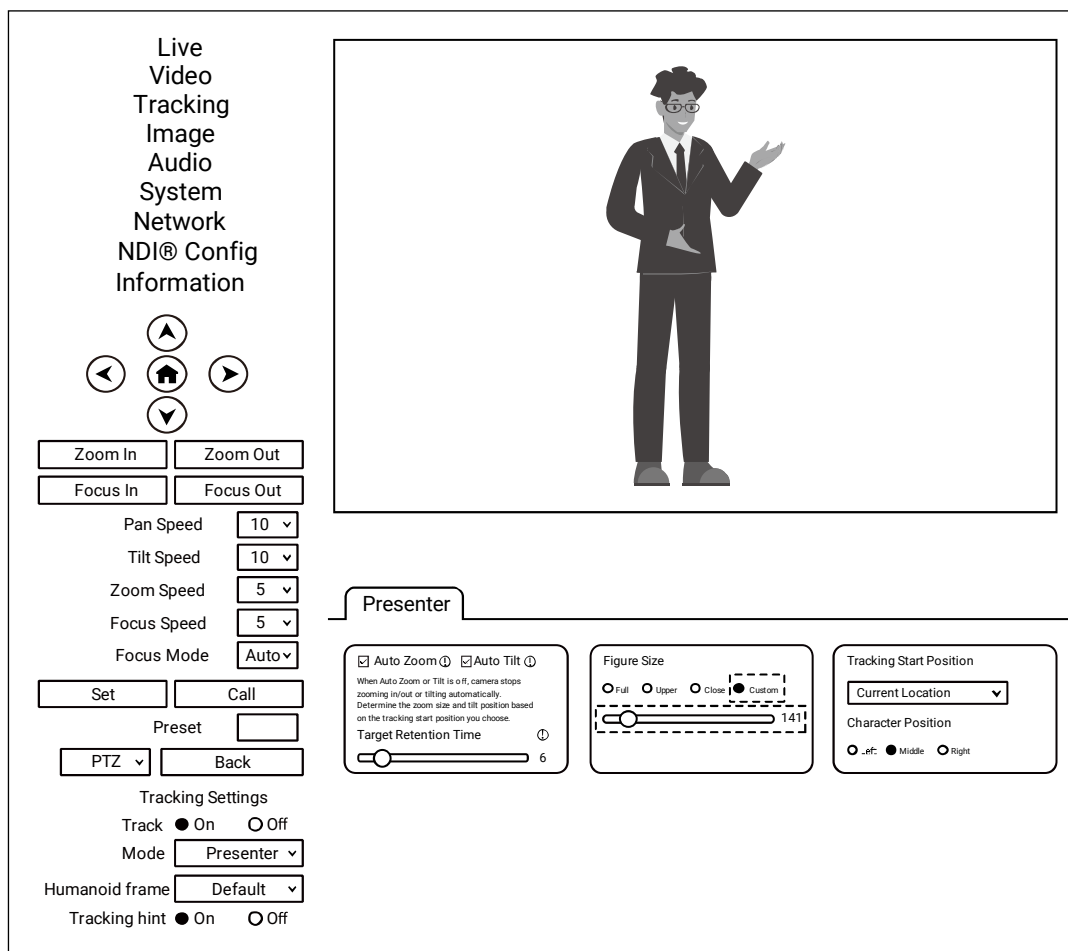 Live
Video
Tracking
Image
Audio
System
Network
NDI® Config
Information
Zoom In Zoom Out
Focus In Focus Out
Pan Speed 10
Tilt Speed 10
Zoom Speed 5
Focus Speed 5
Focus Mode Auto
Set Call
Preset
PTZ Back
Tracking Settings
Track On Off
Mode Presenter
Humanoid frame Default
Tracking hint On Off
Presenter
Auto Zoom Auto Tilt
When Auto Zoom or Tilt is off, camera stops
zooming in/out or tilting automatically.
Determine the zoom size and tilt position based
on the tracking start position you choose.
Target Retention Time
6
Figure Size
Full Upper Close Custom
141
Tracking Start Position
Current Location
Character Position
Left Middle Right